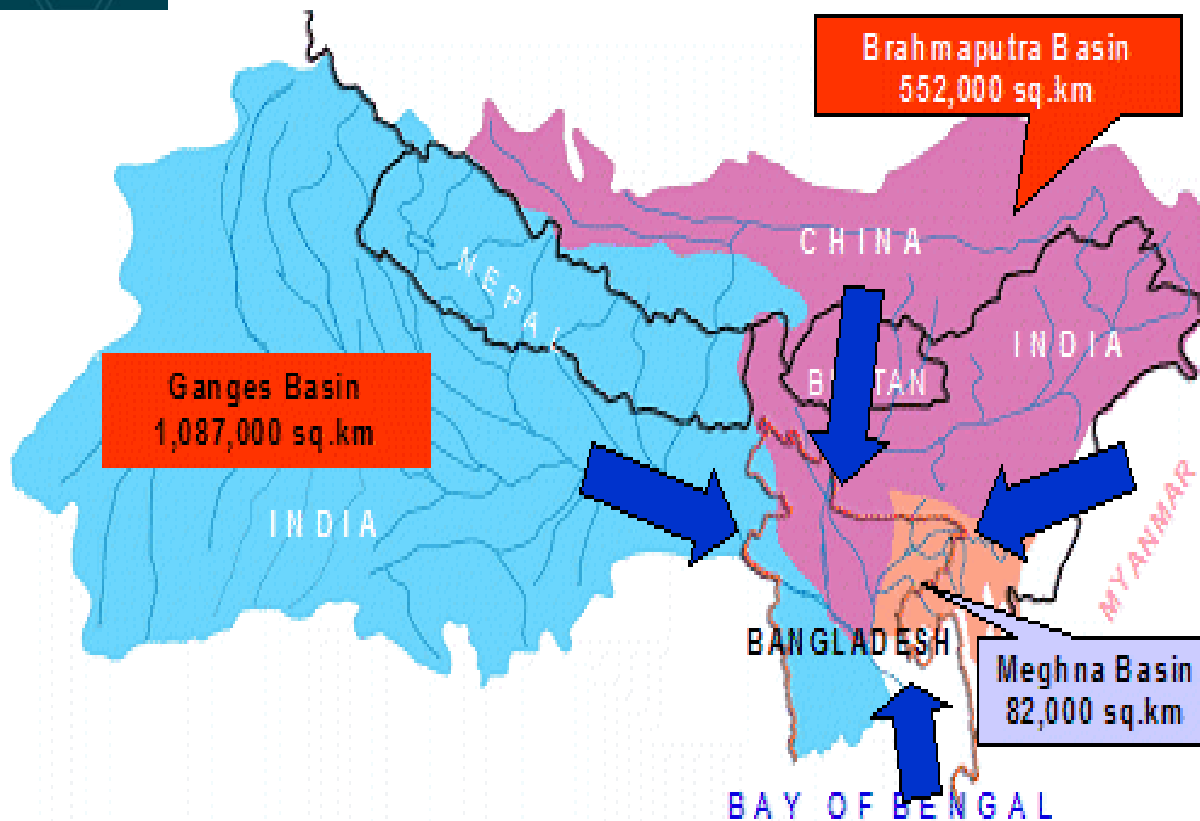 Brahmaputra Basin
552,000 sq.km
CHINA
NEPAL
INDIA
BHUTAN
Ganges Basin
1,087,000 sq.km
INDIA
MYANMAR
BANGLADESH
Meghna Basin
82,000 sq.km
BAY OF BENGAL